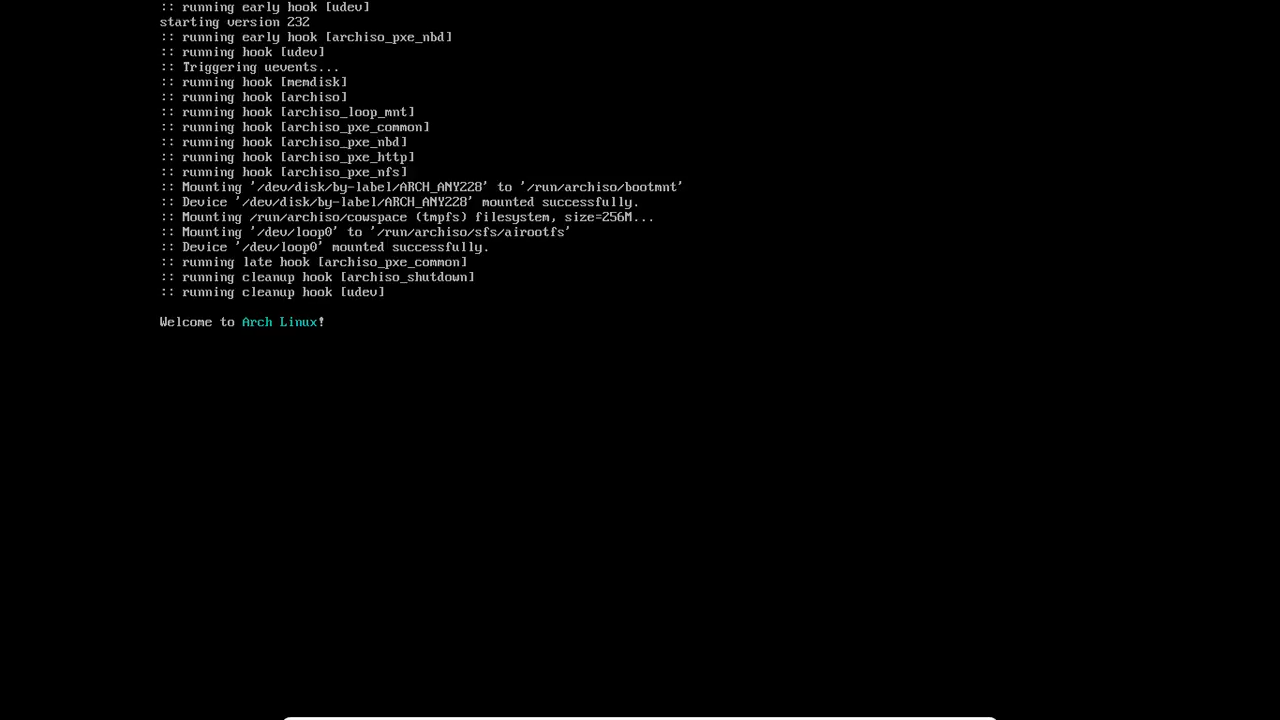 :: running early hook [udev]
starting version 232
:: running early hook [archiso_pxe_nbd]
:: running hook [udev]
:: Triggering uevents...
:: running hook [memdisk]
:: running hook [archiso]
:: running hook [archiso_loop_mnt]
:: running hook [archiso_pxe_common]
:: running hook [archiso_pxe_nbd]
:: running hook [archiso_pxe_http]
:: running hook [archiso_pxe_nfs]
:: Mounting '/dev/disk/by-label/ARCH_ANY228' to '/run/archiso/bootmnt'
:: Device '/dev/disk/by-label/ARCH_ANY228' mounted successfully.
:: Mounting /run/archiso/cowspace (tmpfs) filesystem, size=256M...
:: Mounting '/dev/loop0' to '/run/archiso/sfs/airootfs'
:: Device '/dev/loop0' mounted successfully.
:: running late hook [archiso_pxe_common]
:: running cleanup hook [archiso_shutdown]
:: running cleanup hook [udev]
Welcome to Arch Linux!